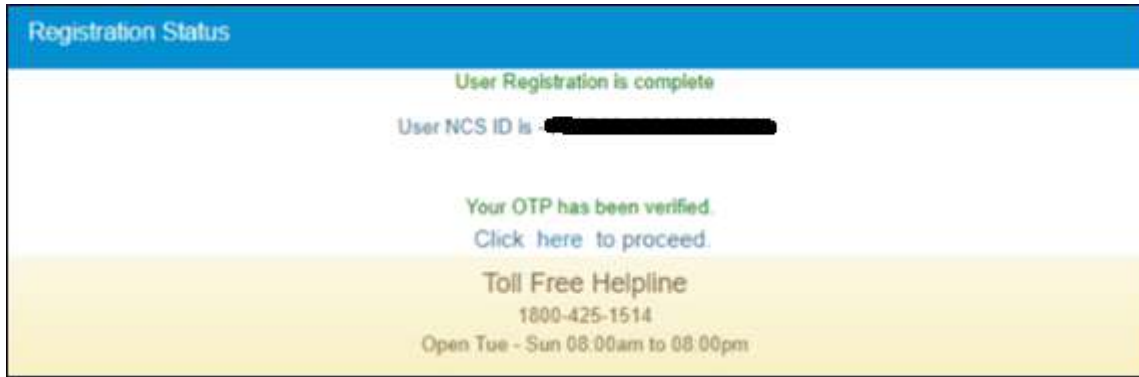 Registration Status
User Registration is complete
User NCS ID is -
Your OTP has been verified.
Click here to proceed.
Toll Free Helpline
1800-425-1514
Open Tue - Sun 08:00am to 08:00pm